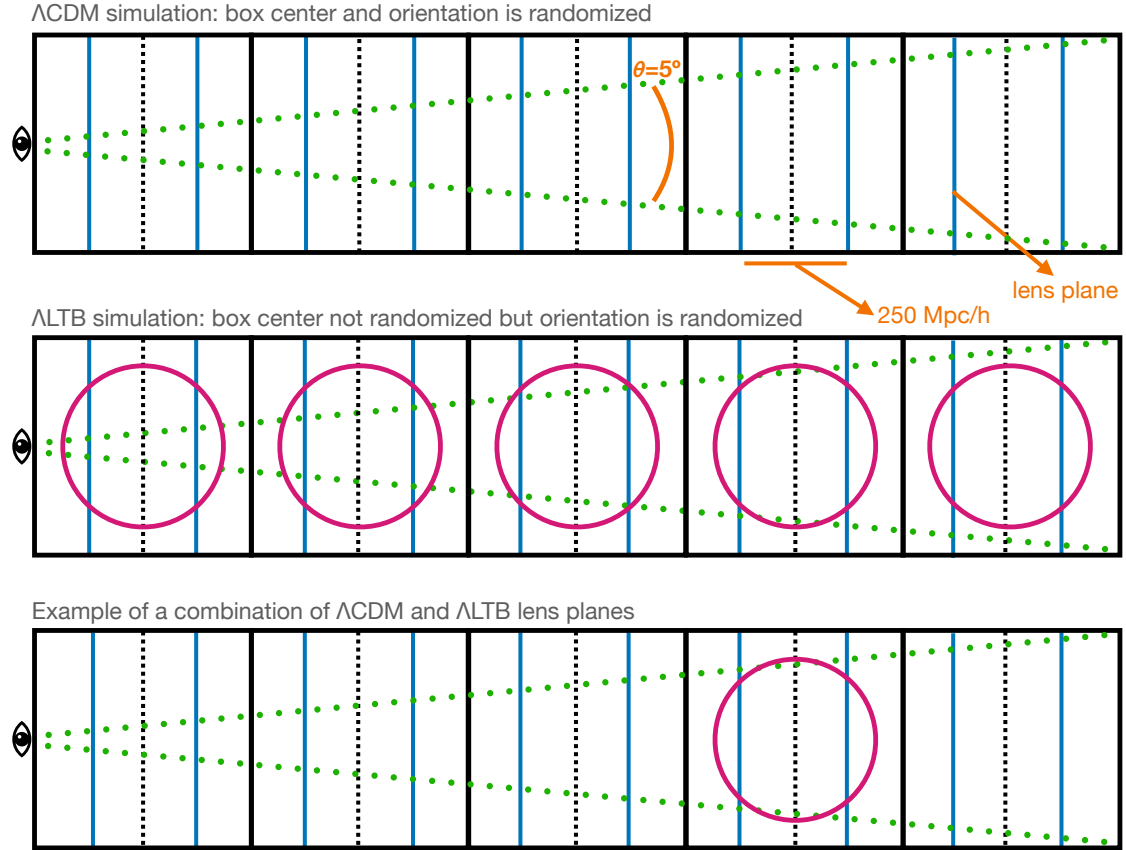 ΛCDM simulation: box center and orientation is randomized
θ=5º
lens plane
250 Mpc/h
ΛLTB simulation: box center not randomized but orientation is randomized
Example of a combination of ΛCDM and ΛLTB lens planes